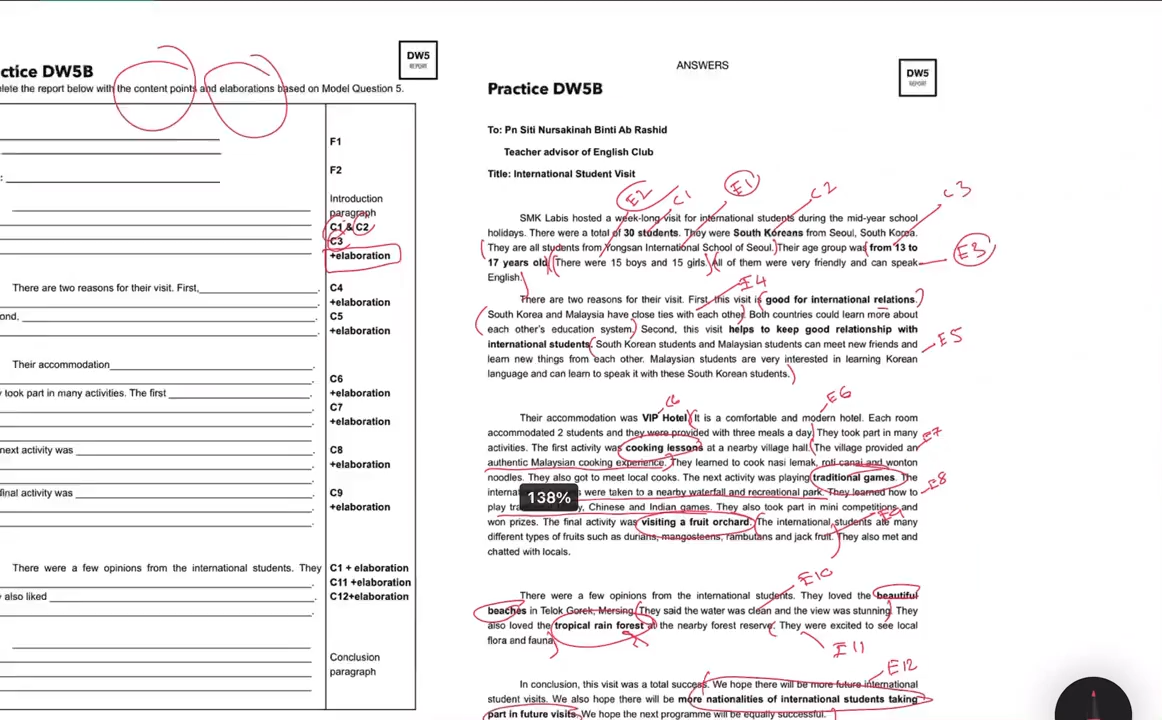 ctice DW5B
DW5
REPORT
lete the report below with the content points and elaborations based on Model Question 5.
F1
F2
Introduction
paragraph
C1 & C2
C3
+elaboration
There are two reasons for their visit. First,
C4
+elaboration
ond,
C5
+elaboration
Their accommodation
C6
took part in many activities. The first
+elaboration
C7
+elaboration
next activity was
C8
+elaboration
final activity was
C9
+elaboration
There were a few opinions from the international students. They
C1 + elaboration
C11 +elaboration
also liked
C12+elaboration
Conclusion
paragraph
ANSWERS
Practice DW5B
DW5
REPORT
To: Pn Siti Nursakinah Binti Ab Rashid
Teacher advisor of English Club
Title: International Student Visit
E2 C1 E1 C2 C3
SMK Labis hosted a week-long visit for international students during the mid-year school
holidays. There were a total of 30 students. They were South Koreans from Seoul, South Korea.
(They are all students from Yongsan International School of Seoul.) Their age group was from 13 to
17 years old. (There were 15 boys and 15 girls.) (All of them were very friendly and can speak
E3
English.)
E4
There are two reasons for their visit. First, this visit is good for international relations.
South Korea and Malaysia have close ties with each other. Both countries could learn more about
each other's education system. Second, this visit helps to keep good relationship with
E5
international students. South Korean students and Malaysian students can meet new friends and
learn new things from each other. Malaysian students are very interested in learning Korean
language and can learn to speak it with these South Korean students.
C6 E6
Their accommodation was VIP Hotel. It is a comfortable and modern hotel. Each room
accommodated 2 students and they were provided with three meals a day. They took part in many
E7
activities. The first activity was cooking lessons at a nearby village hall. The village provided an
authentic Malaysian cooking experience. They learned to cook nasi lemak, roti canai and wonton
noodles. They also got to meet local cooks. The next activity was playing traditional games. The
E8
interna were taken to a nearby waterfall and recreational park. They learned how to
138%
play tra Chinese and Indian games. They also took part in mini competitions and
E9
won prizes. The final activity was visiting a fruit orchard. The international students ate many
different types of fruits such as durians, mangosteens, rambutans and jack fruit. They also met and
chatted with locals.
E10
There were a few opinions from the international students. They loved the beautiful
beaches in Telok Gorek, Mersing. They said the water was clean and the view was stunning. They
also loved the tropical rain forest at the nearby forest reserve. They were excited to see local
flora and fauna.
E11
E12
In conclusion, this visit was a total success. We hope there will be more future international
student visits. We also hope there will be more nationalities of international students taking
part in future visits. We hope the next programme will be equally successful.